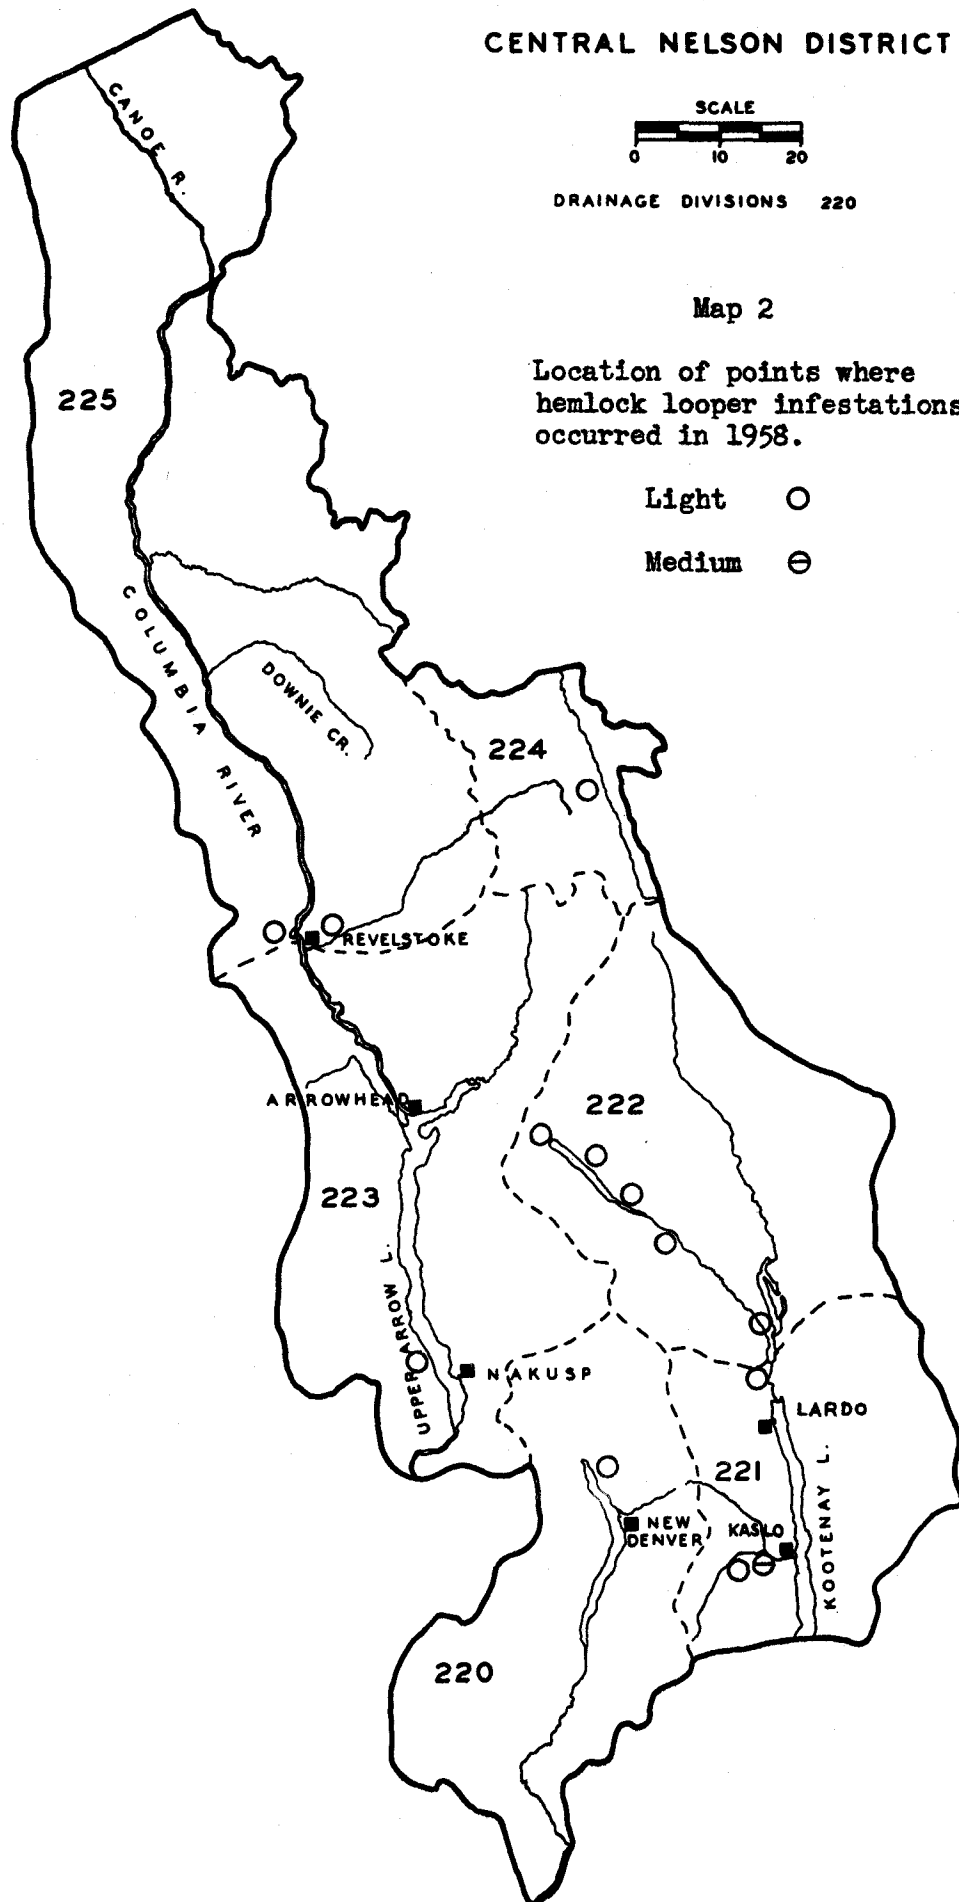 CENTRAL NELSON DISTRICT
SCALE
0 10 20
DRAINAGE DIVISIONS 220
Map 2
Location of points where
hemlock looper infestations
occurred in 1958.
Light
Medium
CANOE R.
225
COLUMBIA RIVER
DOWNIE CR.
224
REVELSTOKE
ARROWHEAD
222
223
UPPER ARROW L.
NAKUSP
LARDO
221
KOOTENAY L.
NEW
DENVER
KASLO
220